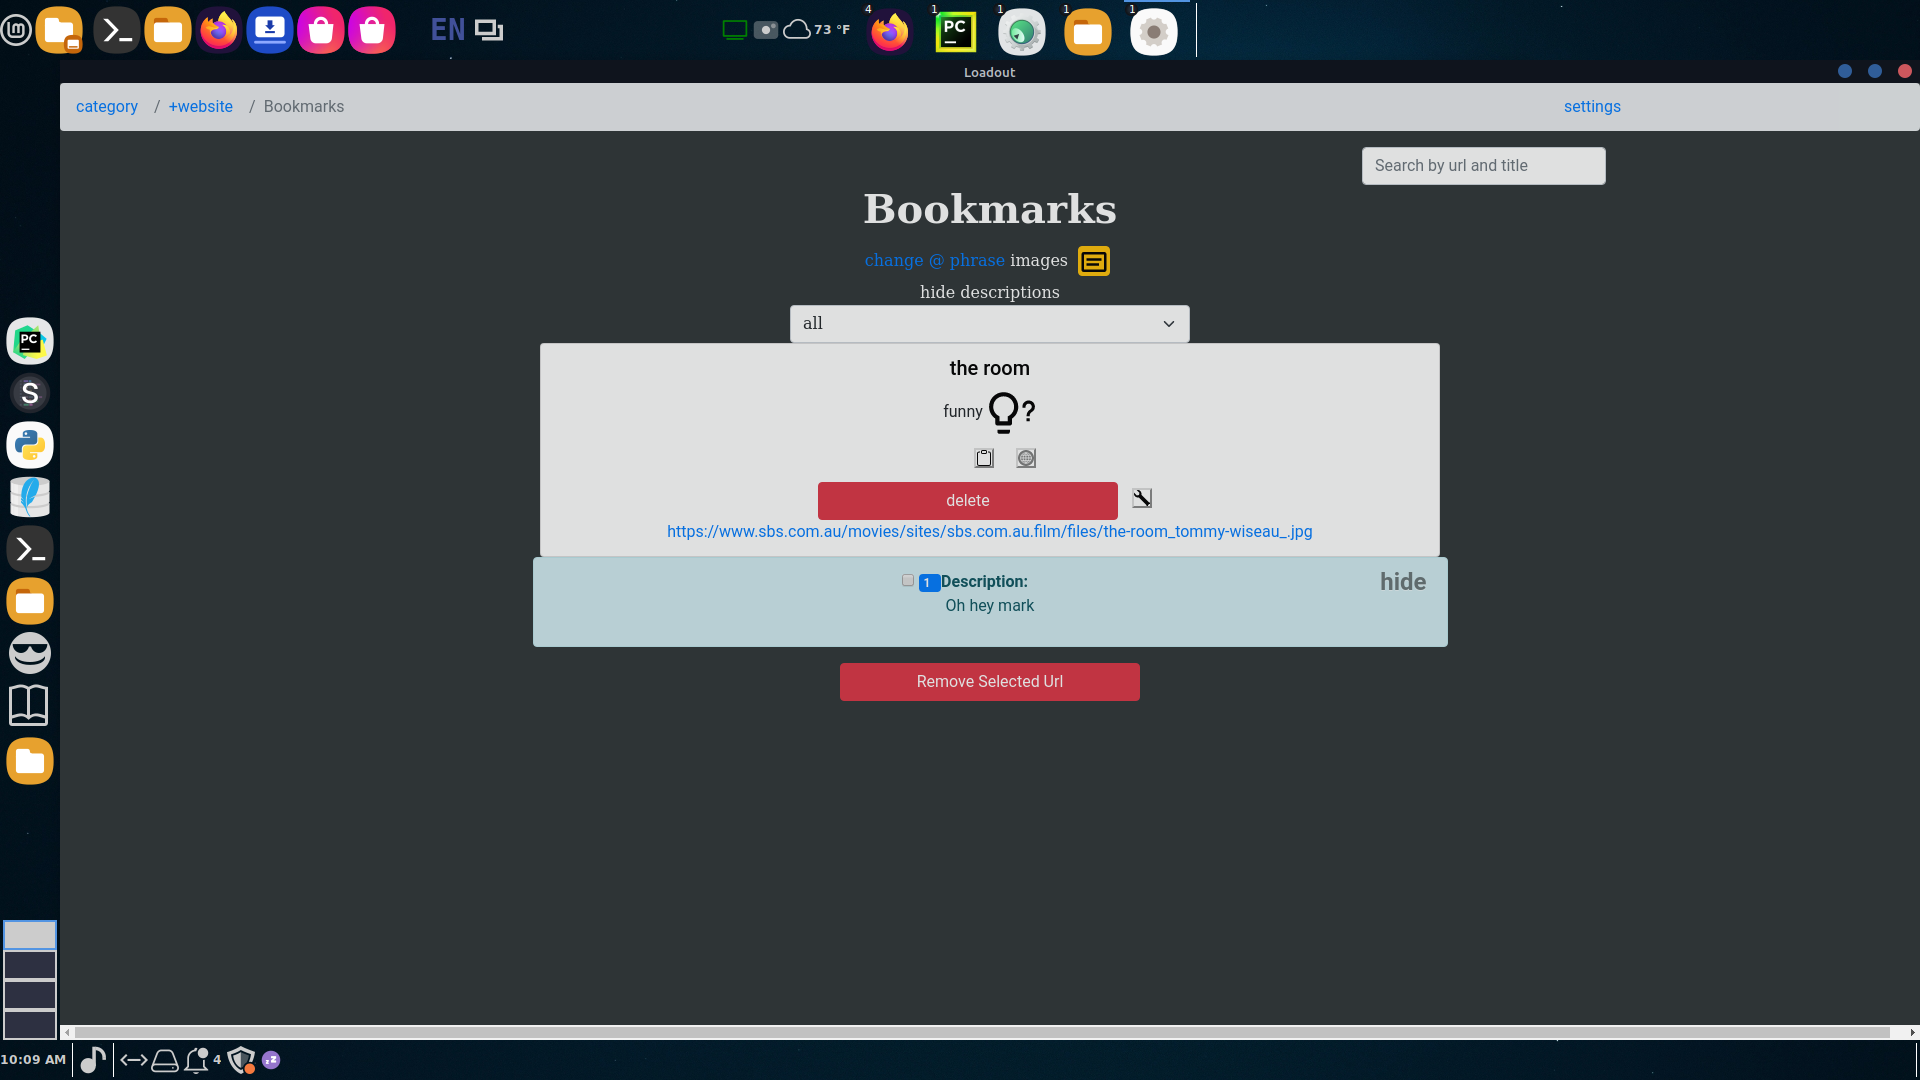 EN
73 °F
4
PC
1
1
1
1
Loadout
category / +website / Bookmarks
settings
Search by url and title
Bookmarks
change @ phrase images
hide descriptions
all
the room
funny ?
delete
https://www.sbs.com.au/movies/sites/sbs.com.au.film/files/the-room_tommy-wiseau_.jpg
1 Description:
hide
Oh hey mark
Remove Selected Url
PC
S
10:09 AM
4